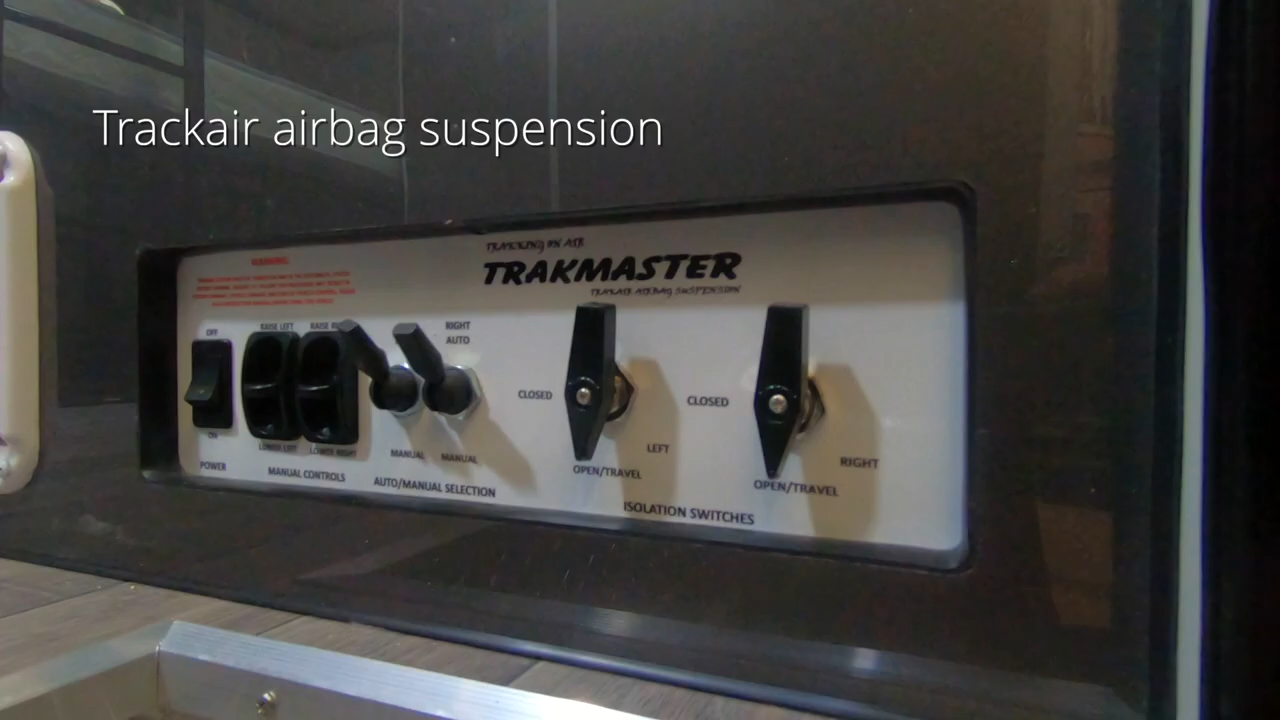 Trackair airbag suspension
TRACKING ON AIR
TRAKMASTER
TRAKAIR AIRBAG SUSPENSION
WARNING:
OFF
RAISE LEFT
RAISE
RIGHT
AUTO
CLOSED
CLOSED
ON
LOWER LEFT
LOWER RIGHT
MANUAL
MANUAL
LEFT
RIGHT
POWER
MANUAL CONTROLS
AUTO/MANUAL SELECTION
OPEN/TRAVEL
OPEN/TRAVEL
ISOLATION SWITCHES